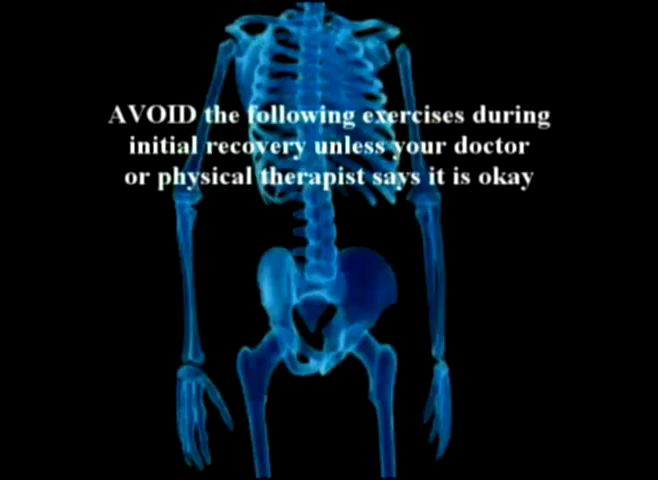 AVOID the following exercises during
initial recovery unless your doctor
or physical therapist says it is okay